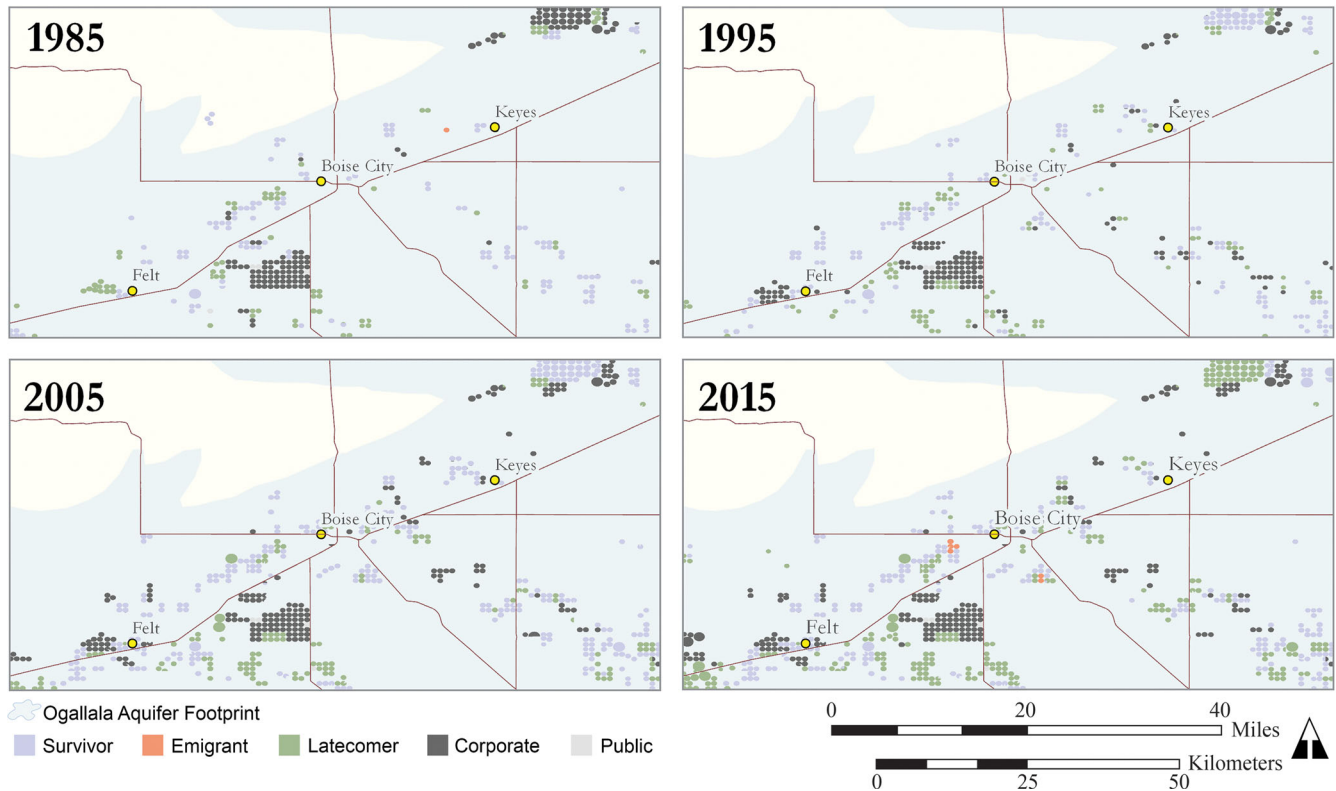 1985
Keyes
Boise City
Felt
1995
Keyes
Boise City
Felt
2005
Keyes
Boise City
Felt
2015
Keyes
Boise City
Felt
Ogallala Aquifer Footprint
Survivor Emigrant Latecomer Corporate Public
0 20 40
Miles
Kilometers
0 25 50